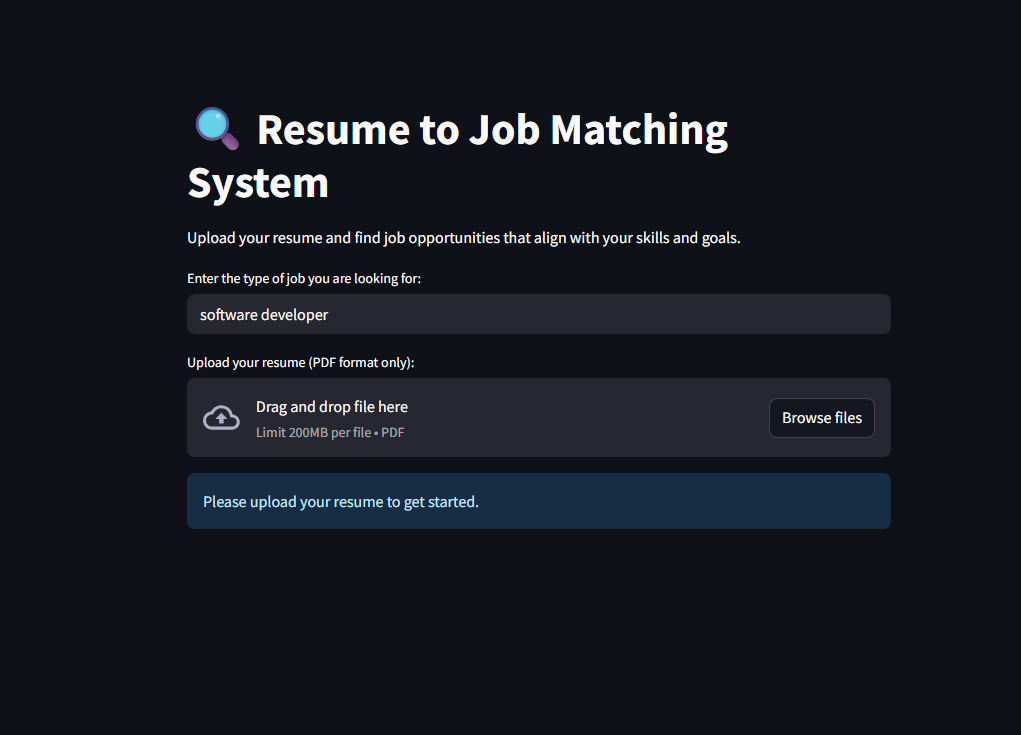 Resume to Job Matching
System
Upload your resume and find job opportunities that align with your skills and goals.
Enter the type of job you are looking for:
software developer
Upload your resume (PDF format only):
Drag and drop file here
Limit 200MB per file • PDF
Browse files
Please upload your resume to get started.